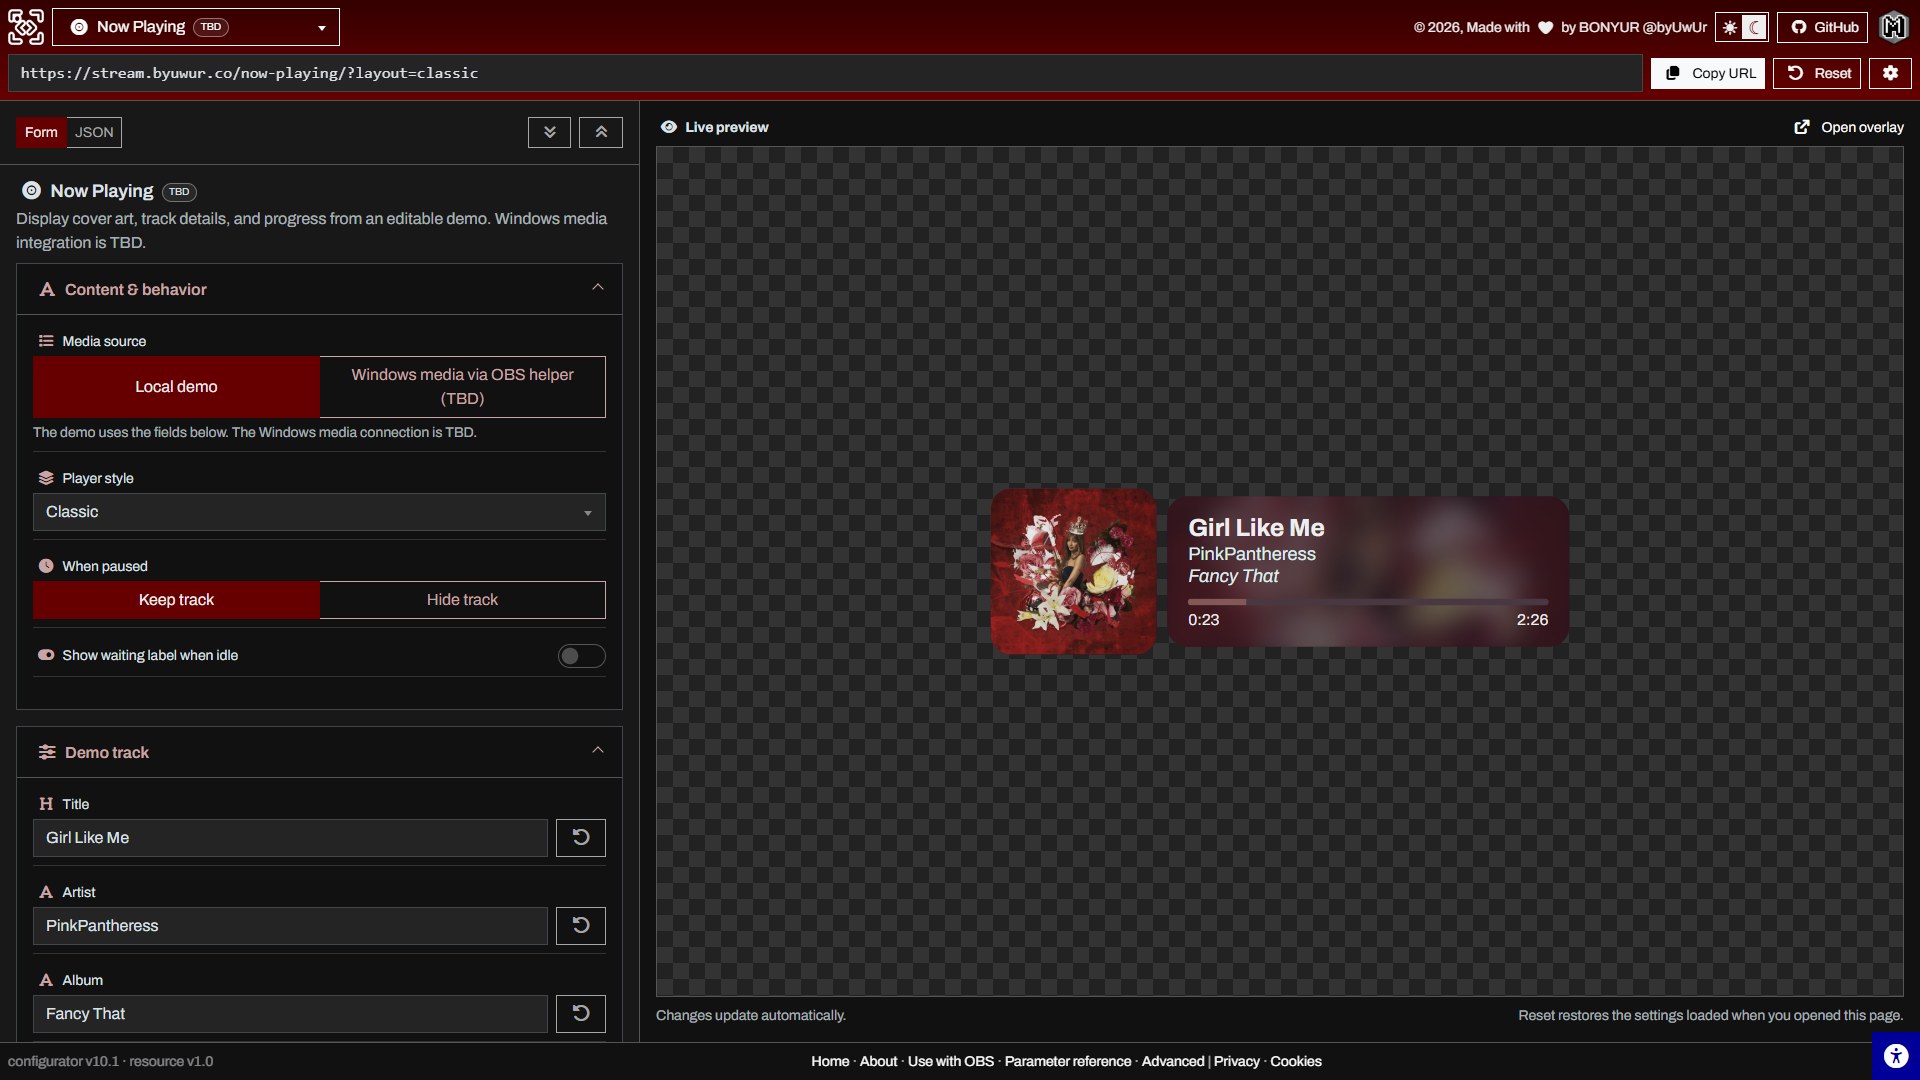 Now Playing TBD
© 2026, Made with by BONYUR @byUwUr
GitHub
https://stream.byuwur.co/now-playing/?layout=classic
Copy URL
Reset
Form
JSON
Live preview
Open overlay
Now Playing TBD
Display cover art, track details, and progress from an editable demo. Windows media
integration is TBD.
Content & behavior
Media source
Local demo
Windows media via OBS helper
(TBD)
The demo uses the fields below. The Windows media connection is TBD.
Player style
Classic
When paused
Keep track
Hide track
Show waiting label when idle
Demo track
Title
Girl Like Me
Artist
PinkPantheress
Album
Fancy That
Girl Like Me
PinkPantheress
Fancy That
0:23
2:26
Changes update automatically.
Reset restores the settings loaded when you opened this page.
configurator v10.1 · resource v1.0
Home · About · Use with OBS · Parameter reference · Advanced | Privacy · Cookies